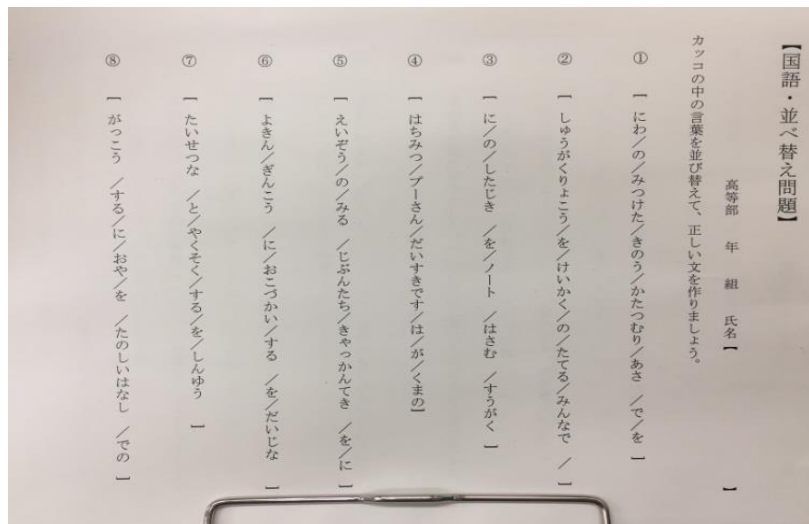 【国語・並べ替え問題】
高等部 年 組 氏名【 】
カッコの中の言葉を並び替えて、正しい文を作りましょう。
① 【 にわ/の/みつけた/きのう/かたつむり/あさ /で/を 】
② 【 しゅうがくりょこう/を/けいかく/の/たてる/みんなで /】
③ 【 に/の/したじき /を/ノート /はさむ /すうがく 】
④ 【 はちみつ/プーさん/だいすきです/は/が/くまの】
⑤ 【 えいぞう/の/みる /じぶんたち/きゃっかんてき /を/に 】
⑥ 【 よきん/ぎんこう /に/おこづかい/する /を/だいじな 】
⑦ 【 たいせつな /と/やくそく/する/を/しんゆう 】
⑧ 【 がっこう /する/に/おや/を /たのしいはなし /での 】